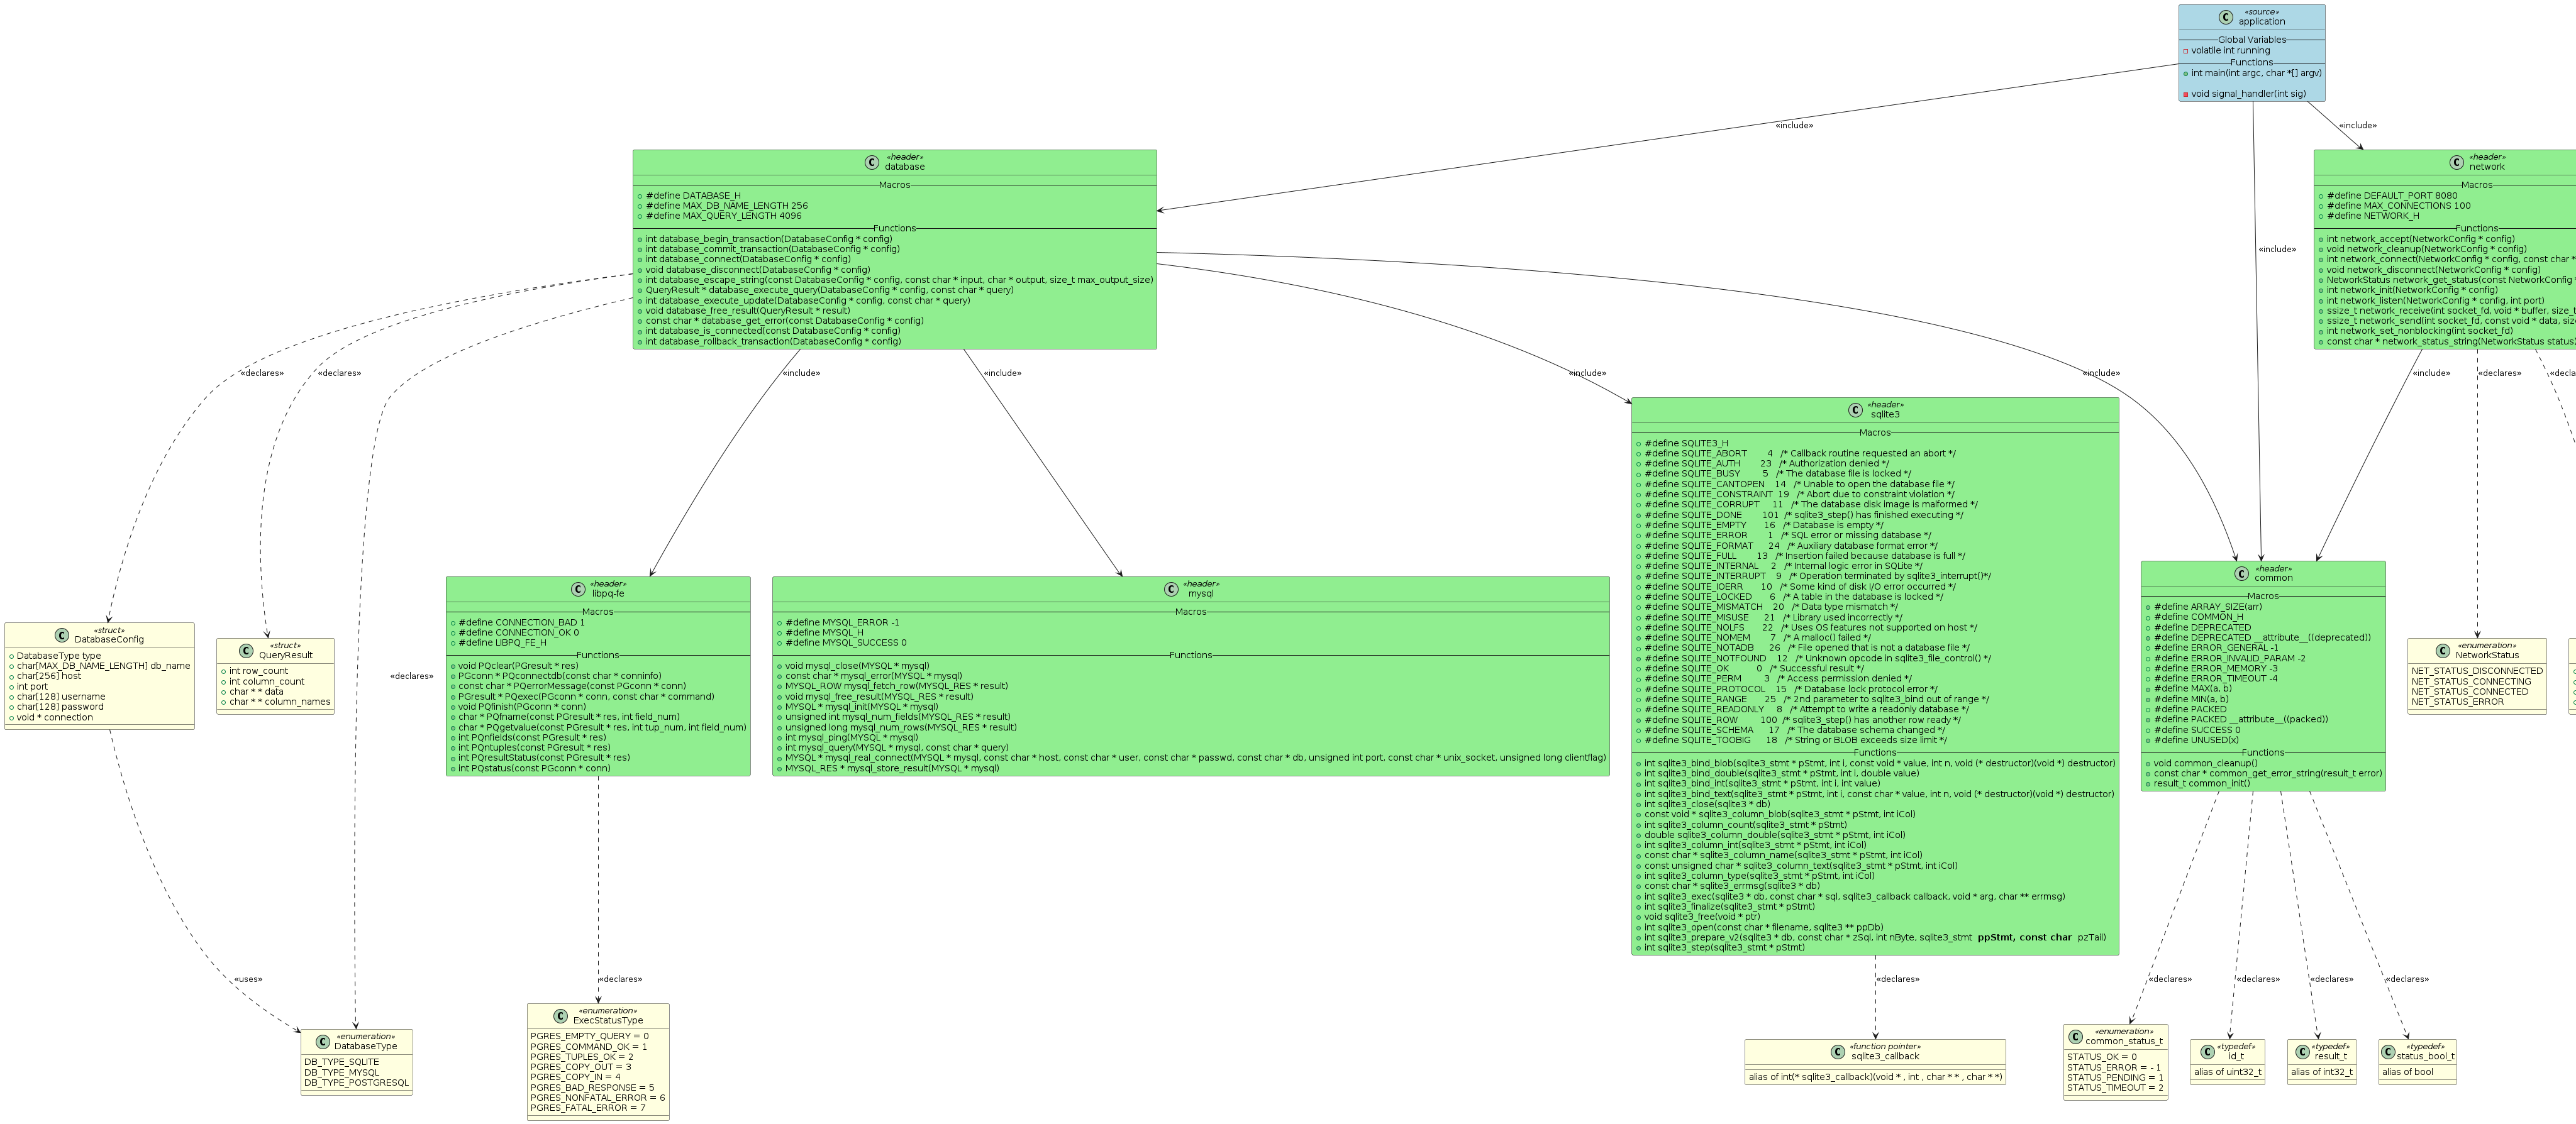 «source»
application
Global Variables
volatile int running
Functions
int main(int argc, char *[] argv)
void signal_handler(int sig)
«include»
«include»
«include»
«header»
database
Macros
#define DATABASE_H
#define MAX_DB_NAME_LENGTH 256
#define MAX_QUERY_LENGTH 4096
Functions
int database_begin_transaction(DatabaseConfig * config)
int database_commit_transaction(DatabaseConfig * config)
int database_connect(DatabaseConfig * config)
void database_disconnect(DatabaseConfig * config)
int database_escape_string(const DatabaseConfig * config, const char * input, char * output, size_t max_output_size)
QueryResult * database_execute_query(DatabaseConfig * config, const char * query)
int database_execute_update(DatabaseConfig * config, const char * query)
void database_free_result(QueryResult * result)
const char * database_get_error(const DatabaseConfig * config)
int database_is_connected(const DatabaseConfig * config)
int database_rollback_transaction(DatabaseConfig * config)
«header»
network
Macros
#define DEFAULT_PORT 8080
#define MAX_CONNECTIONS 100
#define NETWORK_H
Functions
int network_accept(NetworkConfig * config)
void network_cleanup(NetworkConfig * config)
int network_connect(NetworkConfig * config, const char *
void network_disconnect(NetworkConfig * config)
NetworkStatus network_get_status(const NetworkConfig *
int network_init(NetworkConfig * config)
int network_listen(NetworkConfig * config, int port)
ssize_t network_receive(int socket_fd, void * buffer, size_t
ssize_t network_send(int socket_fd, const void * data, size
int network_set_nonblocking(int socket_fd)
const char * network_status_string(NetworkStatus status)
«declares»
«declares»
«include»
«include»
«include»
«include»
«include»
«declares»
«decla
«header»
sqlite3
Macros
#define SQLITE3_H
#define SQLITE_ABORT 4 /* Callback routine requested an abort */
#define SQLITE_AUTH 23 /* Authorization denied */
#define SQLITE_BUSY 5 /* The database file is locked */
#define SQLITE_CANTOPEN 14 /* Unable to open the database file */
#define SQLITE_CONSTRAINT 19 /* Abort due to constraint violation */
#define SQLITE_CORRUPT 11 /* The database disk image is malformed */
#define SQLITE_DONE 101 /* sqlite3_step() has finished executing */
#define SQLITE_EMPTY 16 /* Database is empty */
#define SQLITE_ERROR 1 /* SQL error or missing database */
#define SQLITE_FORMAT 24 /* Auxiliary database format error */
#define SQLITE_FULL 13 /* Insertion failed because database is full */
#define SQLITE_INTERNAL 2 /* Internal logic error in SQLite */
#define SQLITE_INTERRUPT 9 /* Operation terminated by sqlite3_interrupt()*/
#define SQLITE_IOERR 10 /* Some kind of disk I/O error occurred */
#define SQLITE_LOCKED 6 /* A table in the database is locked */
#define SQLITE_MISMATCH 20 /* Data type mismatch */
#define SQLITE_MISUSE 21 /* Library used incorrectly */
#define SQLITE_NOLFS 22 /* Uses OS features not supported on host */
#define SQLITE_NOMEM 7 /* A malloc() failed */
#define SQLITE_NOTADB 26 /* File opened that is not a database file */
#define SQLITE_NOTFOUND 12 /* Unknown opcode in sqlite3_file_control() */
#define SQLITE_OK 0 /* Successful result */
#define SQLITE_PERM 3 /* Access permission denied */
#define SQLITE_PROTOCOL 15 /* Database lock protocol error */
#define SQLITE_RANGE 25 /* 2nd parameter to sqlite3_bind out of range */
#define SQLITE_READONLY 8 /* Attempt to write a readonly database */
#define SQLITE_ROW 100 /* sqlite3_step() has another row ready */
#define SQLITE_SCHEMA 17 /* The database schema changed */
#define SQLITE_TOOBIG 18 /* String or BLOB exceeds size limit */
Functions
int sqlite3_bind_blob(sqlite3_stmt * pStmt, int i, const void * value, int n, void (* destructor)(void *) destructor)
int sqlite3_bind_double(sqlite3_stmt * pStmt, int i, double value)
int sqlite3_bind_int(sqlite3_stmt * pStmt, int i, int value)
int sqlite3_bind_text(sqlite3_stmt * pStmt, int i, const char * value, int n, void (* destructor)(void *) destructor)
int sqlite3_close(sqlite3 * db)
const void * sqlite3_column_blob(sqlite3_stmt * pStmt, int iCol)
int sqlite3_column_count(sqlite3_stmt * pStmt)
double sqlite3_column_double(sqlite3_stmt * pStmt, int iCol)
int sqlite3_column_int(sqlite3_stmt * pStmt, int iCol)
const char * sqlite3_column_name(sqlite3_stmt * pStmt, int iCol)
const unsigned char * sqlite3_column_text(sqlite3_stmt * pStmt, int iCol)
int sqlite3_column_type(sqlite3_stmt * pStmt, int iCol)
const char * sqlite3_errmsg(sqlite3 * db)
int sqlite3_exec(sqlite3 * db, const char * sql, sqlite3_callback callback, void * arg, char ** errmsg)
int sqlite3_finalize(sqlite3_stmt * pStmt)
void sqlite3_free(void * ptr)
int sqlite3_open(const char * filename, sqlite3 ** ppDb)
int sqlite3_prepare_v2(sqlite3 * db, const char * zSql, int nByte, sqlite3_stmt ppStmt, const char pzTail)
int sqlite3_step(sqlite3_stmt * pStmt)
«header»
libpq-fe
Macros
#define CONNECTION_BAD 1
#define CONNECTION_OK 0
#define LIBPQ_FE_H
Functions
void PQclear(PGresult * res)
PGconn * PQconnectdb(const char * conninfo)
const char * PQerrorMessage(const PGconn * conn)
PGresult * PQexec(PGconn * conn, const char * command)
void PQfinish(PGconn * conn)
char * PQfname(const PGresult * res, int field_num)
char * PQgetvalue(const PGresult * res, int tup_num, int field_num)
int PQnfields(const PGresult * res)
int PQntuples(const PGresult * res)
int PQresultStatus(const PGresult * res)
int PQstatus(const PGconn * conn)
«header»
mysql
Macros
#define MYSQL_ERROR -1
#define MYSQL_H
#define MYSQL_SUCCESS 0
Functions
void mysql_close(MYSQL * mysql)
const char * mysql_error(MYSQL * mysql)
MYSQL_ROW mysql_fetch_row(MYSQL_RES * result)
void mysql_free_result(MYSQL_RES * result)
MYSQL * mysql_init(MYSQL * mysql)
unsigned int mysql_num_fields(MYSQL_RES * result)
unsigned long mysql_num_rows(MYSQL_RES * result)
int mysql_ping(MYSQL * mysql)
int mysql_query(MYSQL * mysql, const char * query)
MYSQL * mysql_real_connect(MYSQL * mysql, const char * host, const char * user, const char * passwd, const char * db, unsigned int port, const char * unix_socket, unsigned long clientflag)
MYSQL_RES * mysql_store_result(MYSQL * mysql)
«header»
common
Macros
#define ARRAY_SIZE(arr)
#define COMMON_H
#define DEPRECATED
#define DEPRECATED __attribute__((deprecated))
#define ERROR_GENERAL -1
#define ERROR_INVALID_PARAM -2
#define ERROR_MEMORY -3
#define ERROR_TIMEOUT -4
#define MAX(a, b)
#define MIN(a, b)
#define PACKED
#define PACKED __attribute__((packed))
#define SUCCESS 0
#define UNUSED(x)
Functions
void common_cleanup()
const char * common_get_error_string(result_t error)
result_t common_init()
«struct»
DatabaseConfig
DatabaseType type
char[MAX_DB_NAME_LENGTH] db_name
char[256] host
int port
char[128] username
char[128] password
void * connection
«struct»
QueryResult
int row_count
int column_count
char * * data
char * * column_names
«declares»
«enumeration»
NetworkStatus
NET_STATUS_DISCONNECTED
NET_STATUS_CONNECTING
NET_STATUS_CONNECTED
NET_STATUS_ERROR
«uses»
«declares»
«declares»
«declares»
«declares»
«declares»
«declares»
«enumeration»
DatabaseType
DB_TYPE_SQLITE
DB_TYPE_MYSQL
DB_TYPE_POSTGRESQL
«enumeration»
ExecStatusType
PGRES_EMPTY_QUERY = 0
PGRES_COMMAND_OK = 1
PGRES_TUPLES_OK = 2
PGRES_COPY_OUT = 3
PGRES_COPY_IN = 4
PGRES_BAD_RESPONSE = 5
PGRES_NONFATAL_ERROR = 6
PGRES_FATAL_ERROR = 7
«function pointer»
sqlite3_callback
alias of int(* sqlite3_callback)(void * , int , char * * , char * *)
«enumeration»
common_status_t
STATUS_OK = 0
STATUS_ERROR = - 1
STATUS_PENDING = 1
STATUS_TIMEOUT = 2
«typedef»
id_t
alias of uint32_t
«typedef»
result_t
alias of int32_t
«typedef»
status_bool_t
alias of bool